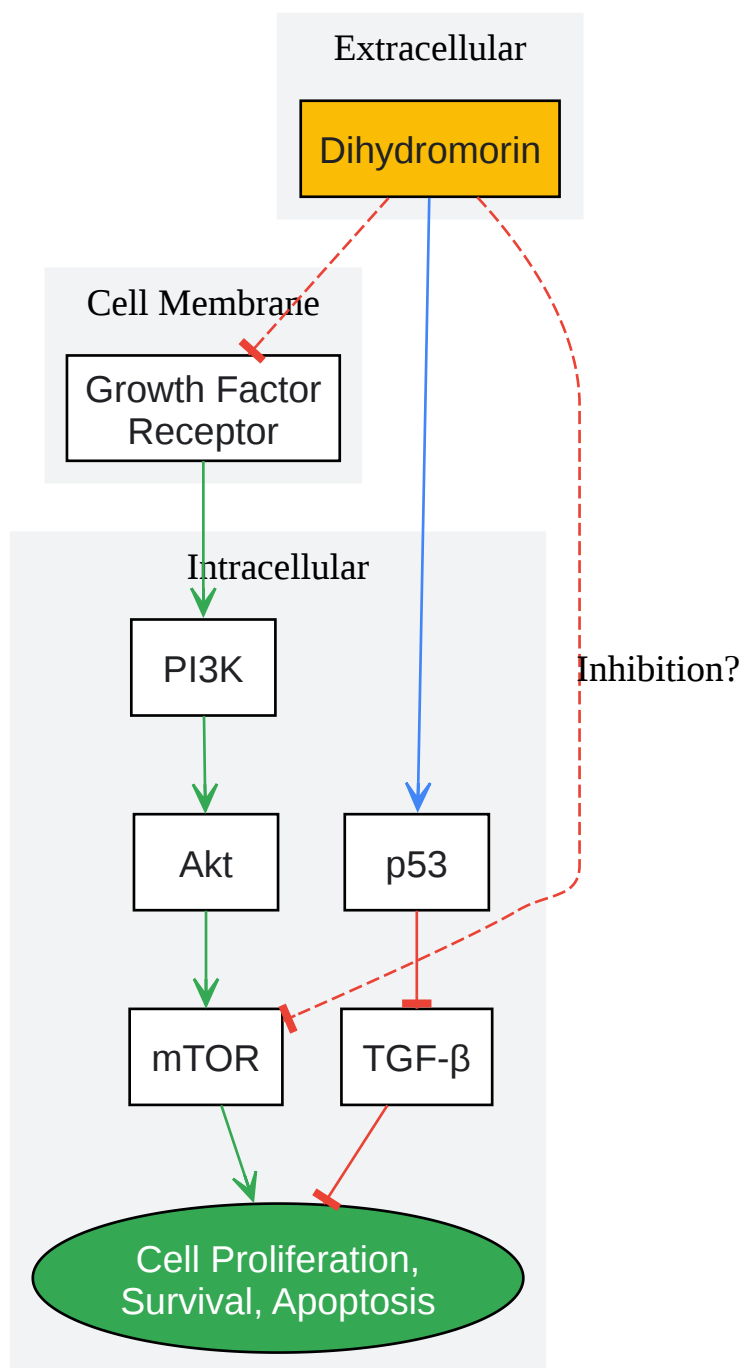 Extracellular
Dihydromorin
Cell Membrane
Growth Factor
Receptor
Intracellular
PI3K
Inhibition?
Akt
p53
mTOR
TGF-β
Cell Proliferation,
Survival, Apoptosis